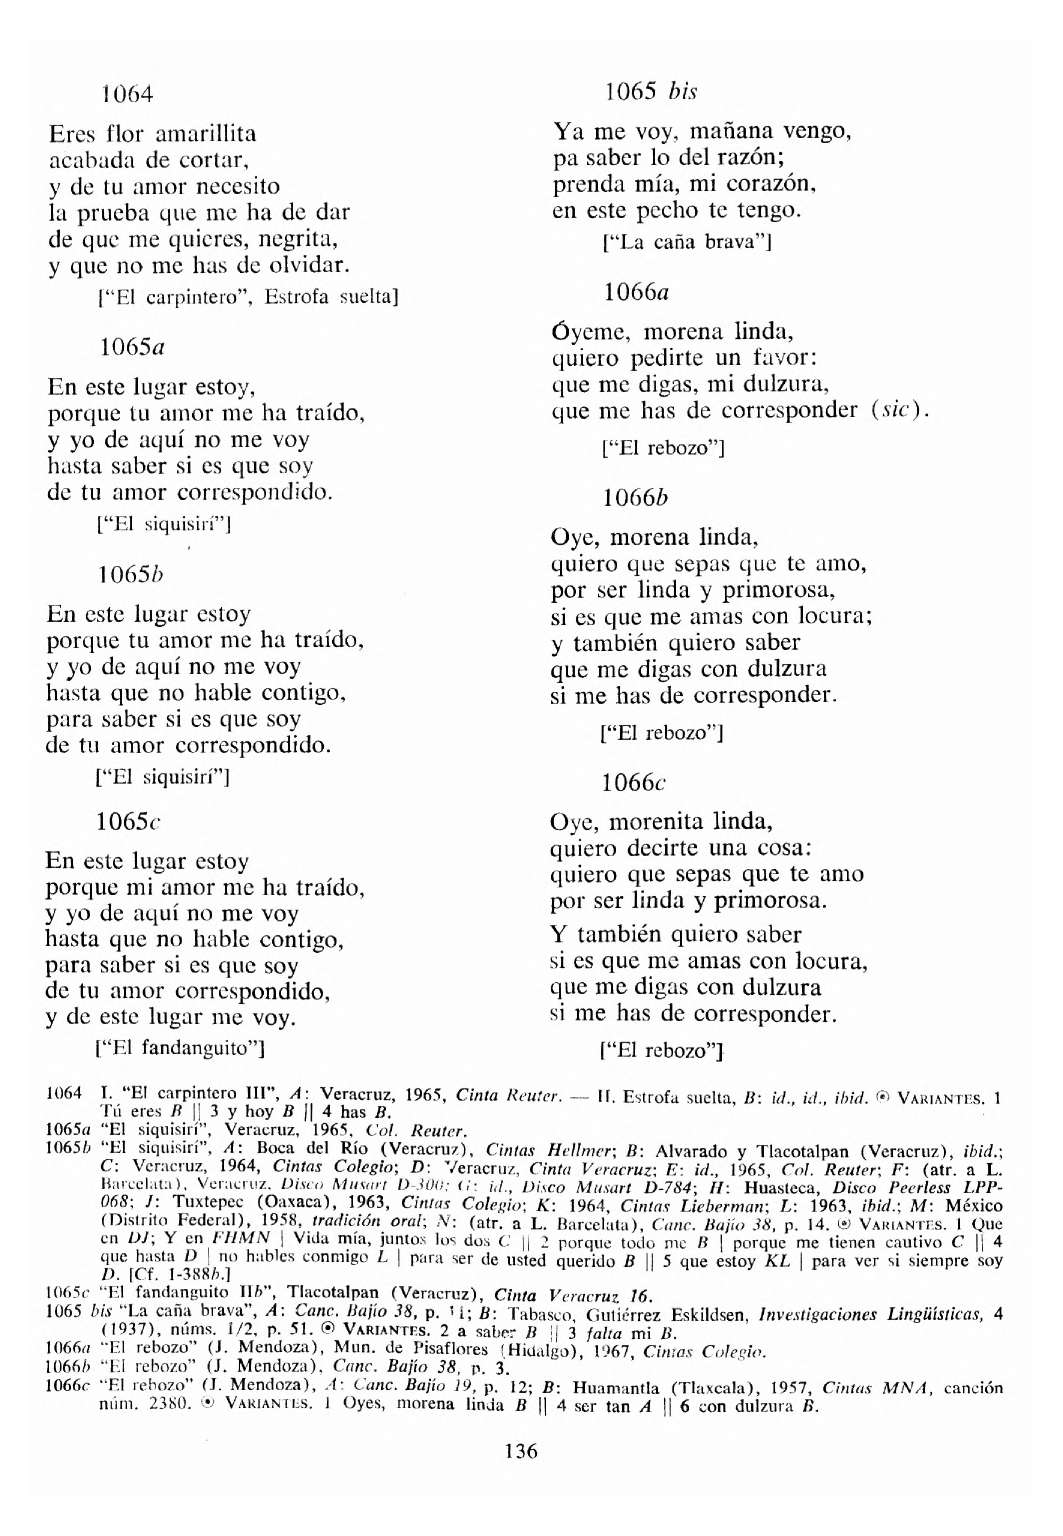 1064
Eres flor amarillita
acabada de cortar,
y de tu amor necesito
la prueba que me ha de dar
de que me quieres, negrita,
y que no me has de olvidar.
[“El carpintero”, Estrofa suelta]
1065a
En este lugar estoy,
porque tu amor me ha traído,
y yo de aquí no me voy
hasta saber si es que soy
de tu amor correspondido.
[“El siquisirí”]
1065b
En este lugar estoy
porque tu amor me ha traído,
y yo de aquí no me voy
hasta que no hable contigo,
para saber si es que soy
de tu amor correspondido.
[“El siquisirí”]
1065c
En este lugar estoy
porque mi amor me ha traído,
y yo de aquí no me voy
hasta que no hable contigo,
para saber si es que soy
de tu amor correspondido,
y de este lugar me voy.
[“El fandanguito”]
1065 bis
Ya me voy, mañana vengo,
pa saber lo del razón;
prenda mía, mi corazón,
en este pecho te tengo.
[“La caña brava”]
1066a
Óyeme, morena linda,
quiero pedirte un favor:
que me digas, mi dulzura,
que me has de corresponder (sic).
[“El rebozo”]
1066b
Oye, morena linda,
quiero que sepas que te amo,
por ser linda y primorosa,
si es que me amas con locura;
y también quiero saber
que me digas con dulzura
si me has de corresponder.
[“El rebozo”]
1066c
Oye, morenita linda,
quiero decirte una cosa:
quiero que sepas que te amo
por ser linda y primorosa.
Y también quiero saber
si es que me amas con locura,
que me digas con dulzura
si me has de corresponder.
[“El rebozo”]
1064 I. “El carpintero III”, A: Veracruz, 1965, Cinta Reuter. — II. Estrofa suelta, B: id., id., ibid. ⊙ VARIANTES. 1
Tú eres B || 3 y hoy B || 4 has B.
1065a “El siquisirí”, Veracruz, 1965, Col. Reuter.
1065b “El siquisirí”, A: Boca del Río (Veracruz), Cintas Hellmer; B: Alvarado y Tlacotalpan (Veracruz), ibid.;
C: Veracruz, 1964, Cintas Colegio; D: Veracruz, Cinta Veracruz; E: id., 1965, Col. Reuter; F: (atr. a L.
Barcelata), Veracruz, Disco Musart D-300; G: id., Disco Musart D-784; H: Huasteca, Disco Peerless LPP-
068; J: Tuxtepec (Oaxaca), 1963, Cintas Colegio; K: 1964, Cintas Lieberman; L: 1963, ibid.; M: México
(Distrito Federal), 1958, tradición oral; N: (atr. a L. Barcelata), Canc. Bajío 38, p. 14. ⊙ VARIANTES. 1 Que
en DJ; Y en FHMN | Vida mía, juntos los dos C || 2 porque todo me B | porque me tienen cautivo C || 4
que hasta D | no hables conmigo L | para ser de usted querido B || 5 que estoy KL | para ver si siempre soy
D. [Cf. 1-388b.]
1065c “El fandanguito IIb”, Tlacotalpan (Veracruz), Cinta Veracruz 16.
1065 bis “La caña brava”, A: Canc. Bajío 38, p. 11; B: Tabasco, Gutiérrez Eskildsen, Investigaciones Lingüísticas, 4
(1937), núms. 1/2, p. 51. ⊙ VARIANTES. 2 a saber B || 3 falta mi B.
1066a “El rebozo” (J. Mendoza), Mun. de Pisaflores (Hidalgo), 1967, Cintas Colegio.
1066b “El rebozo” (J. Mendoza), Canc. Bajío 38, p. 3.
1066c “El rebozo” (J. Mendoza), A: Canc. Bajío 19, p. 12; B: Huamantla (Tlaxcala), 1957, Cintas MNA, canción
núm. 2380. ⊙ VARIANTES. 1 Oyes, morena linda B || 4 ser tan A || 6 con dulzura B.
136